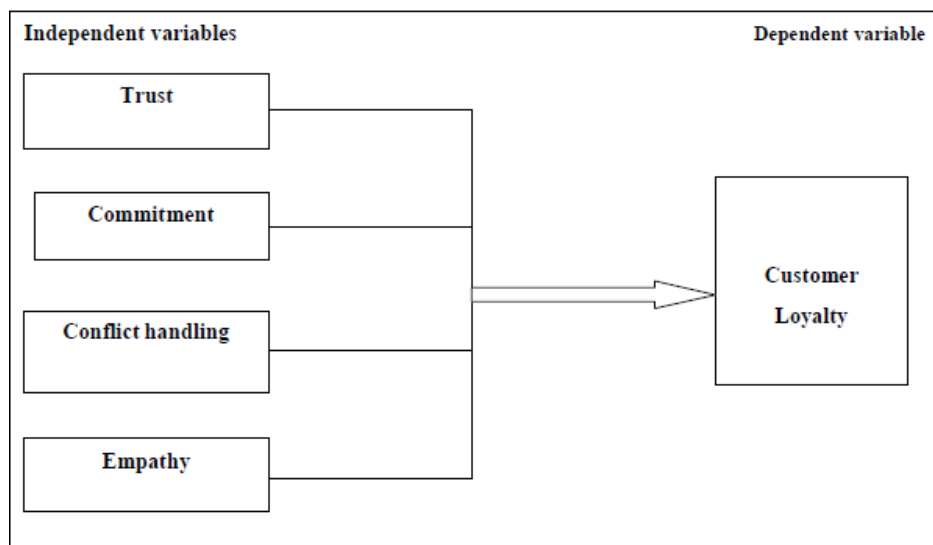 Independent variables
Dependent variable
Trust
Commitment
Conflict handling
Empathy
Customer
Loyalty